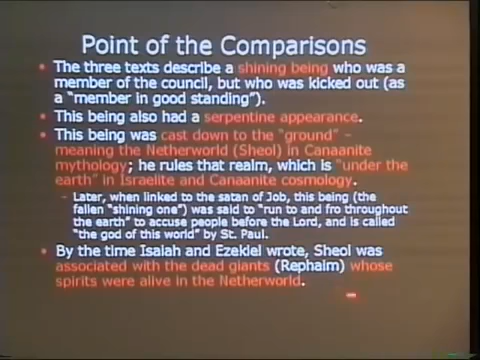 Point of the Comparisons
• The three texts describe a shining being who was a
member of the council, but who was kicked out (as
a “member in good standing”).
• This being also had a serpentine appearance.
• This being was cast down to the “ground” –
meaning the Netherworld (Sheol) in Canaanite
mythology; he rules that realm, which is “under the
earth” in Israelite and Canaanite cosmology.
– Later, when linked to the satan of Job, this being (the
fallen “shining one”) was said to “run to and fro throughout
the earth” to accuse people before the Lord, and is called
“the god of this world” by St. Paul.
• By the time Isaiah and Ezekiel wrote, Sheol was
associated with the dead giants (Rephaim) whose
spirits were alive in the Netherworld.